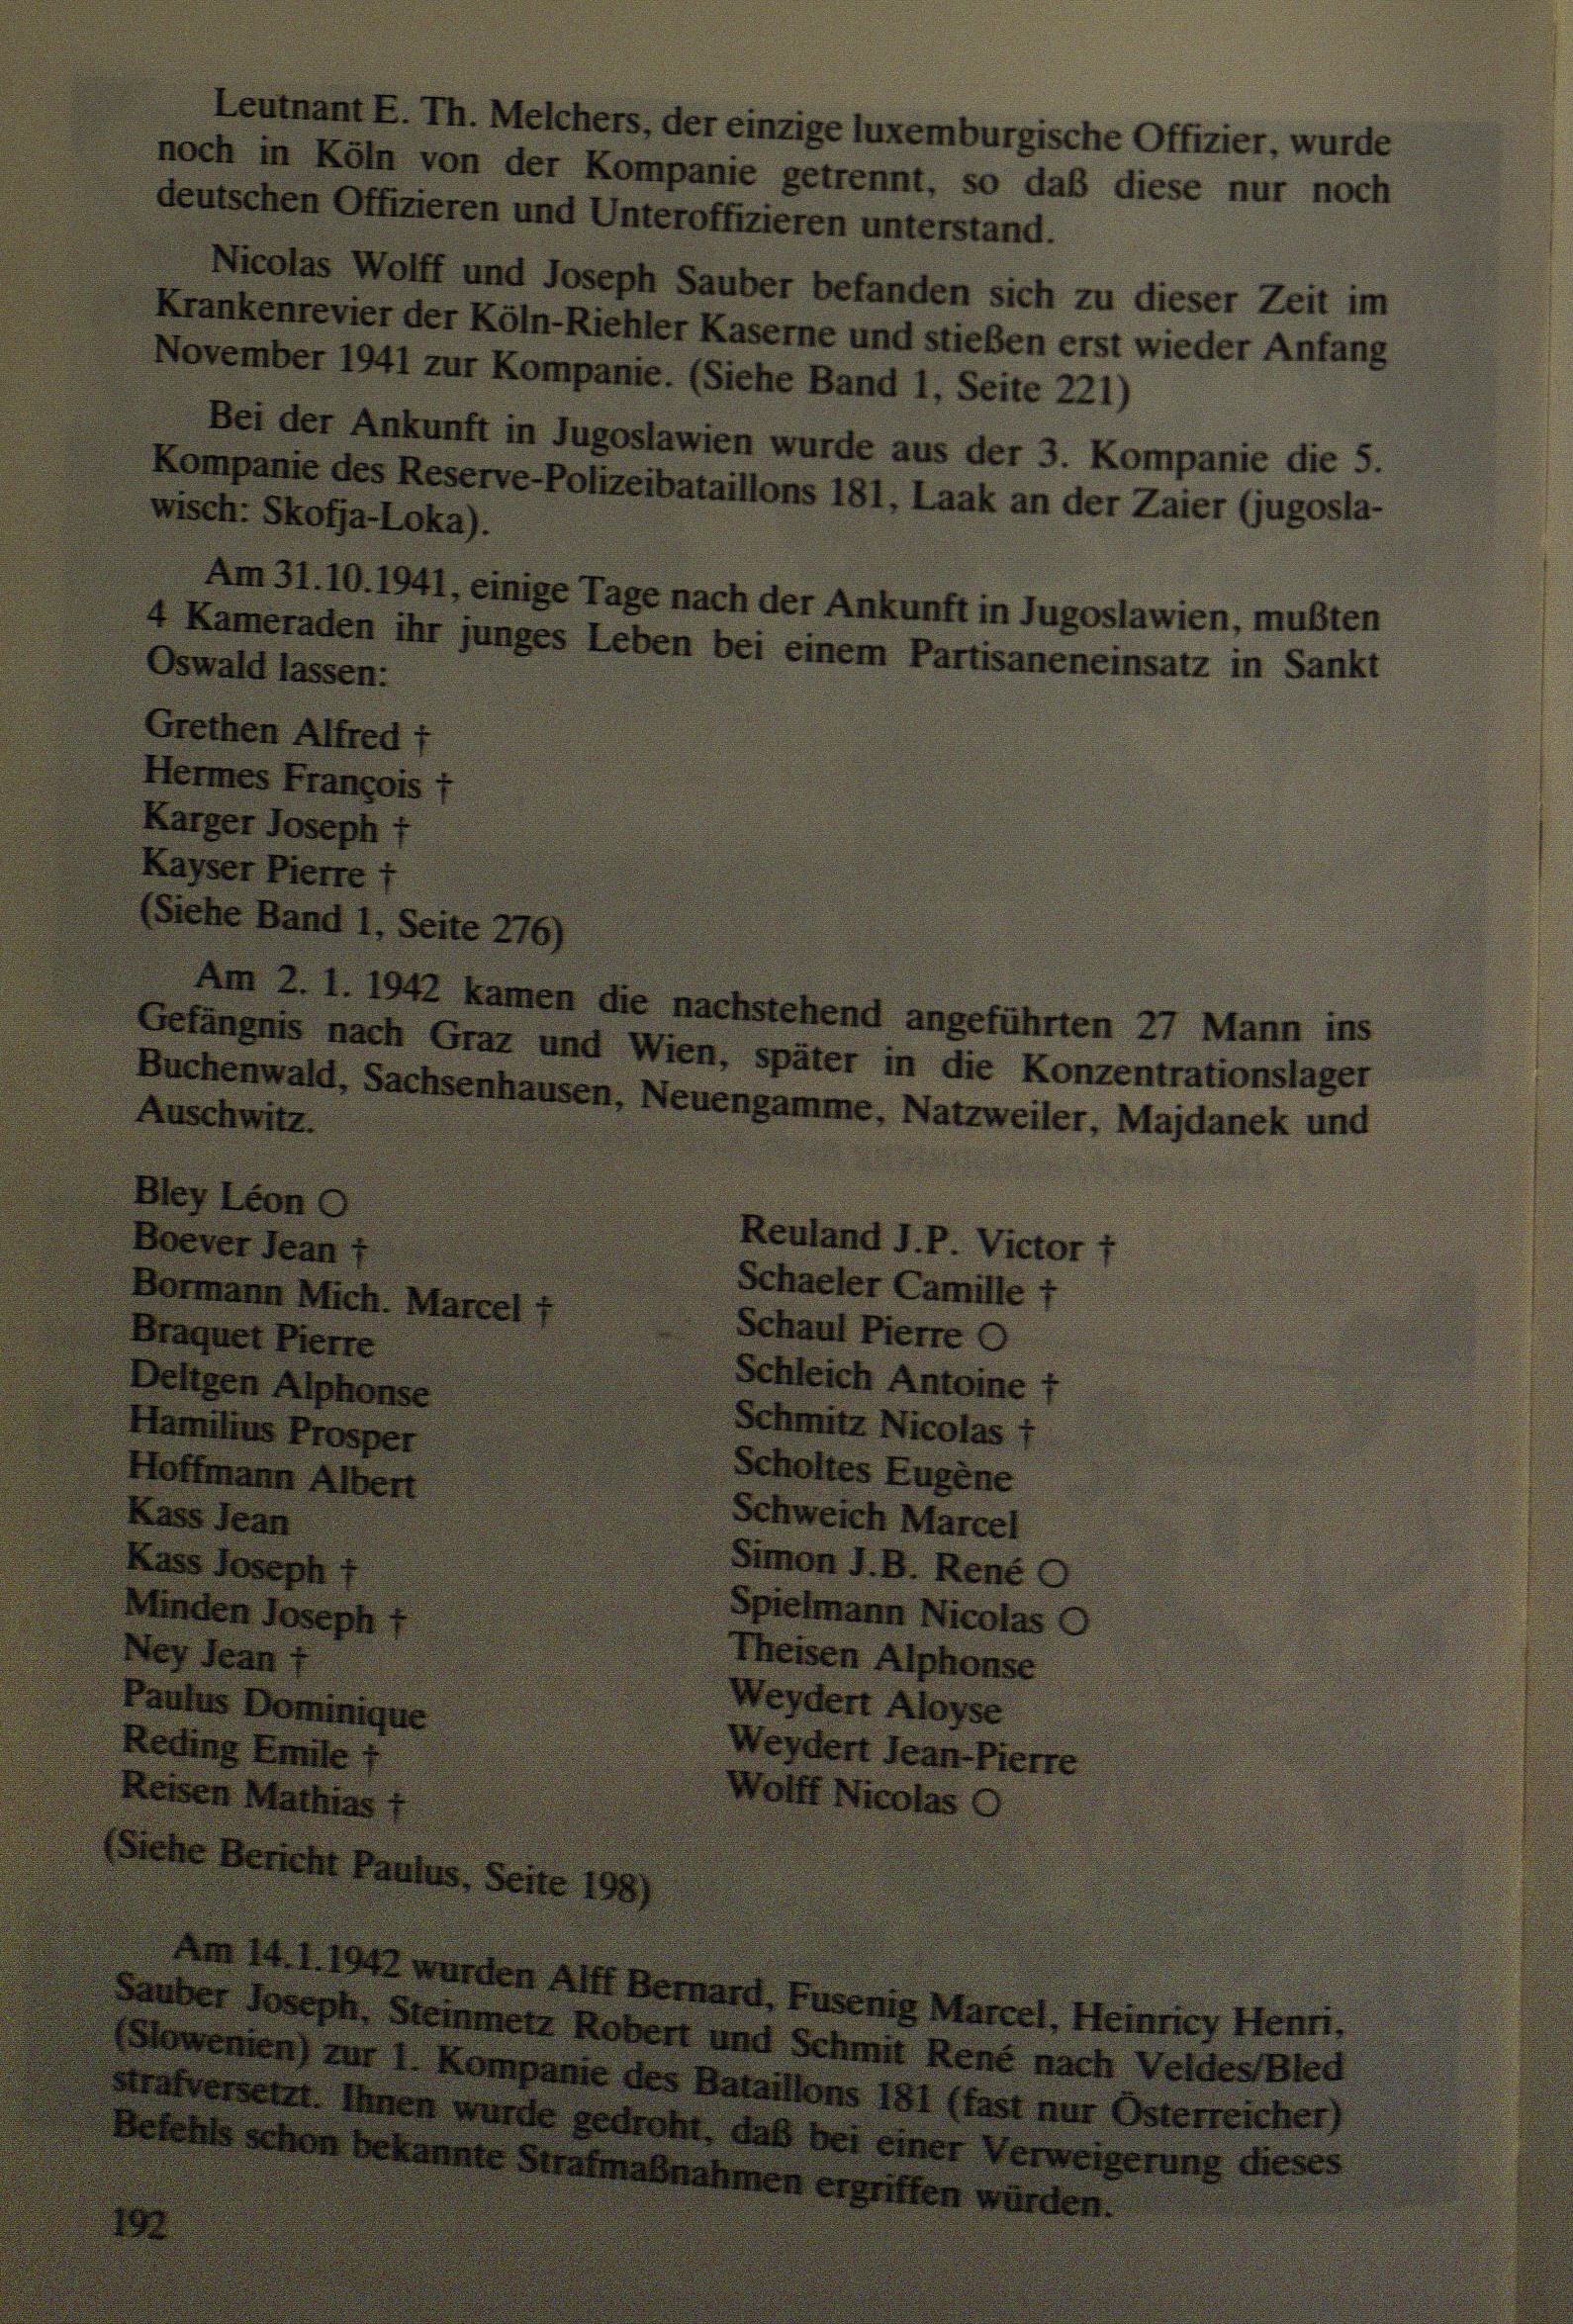 Leutnant E. Th. Melchers, der einzige luxemburgische Offizier, wurde
noch in Köln von der Kompanie getrennt, so daß diese nur noch
deutschen Offizieren und Unteroffizieren unterstand.
Nicolas Wolff und Joseph Sauber befanden sich zu dieser Zeit im
Krankenrevier der Köln-Riehler Kaserne und stießen erst wieder Anfang
November 1941 zur Kompanie. (Siehe Band 1, Seite 221)
Bei der Ankunft in Jugoslawien wurde aus der 3. Kompanie die 5.
Kompanie des Reserve-Polizeibataillons 181, Laak an der Zaier (jugosla-
wisch: Skofja-Loka).
Am 31.10.1941, einige Tage nach der Ankunft in Jugoslawien, mußten
4 Kameraden ihr junges Leben bei einem Partisaneneinsatz in Sankt
Oswald lassen:
Grethen Alfred †
Hermes François †
Karger Joseph †
Kayser Pierre †
(Siehe Band 1, Seite 276)
Am 2. 1. 1942 kamen die nachstehend angeführten 27 Mann ins
Gefängnis nach Graz und Wien, später in die Konzentrationslager
Buchenwald, Sachsenhausen, Neuengamme, Natzweiler, Majdanek und
Auschwitz.
Bley Léon O
Boever Jean †
Bormann Mich. Marcel †
Braquet Pierre
Deltgen Alphonse
Hamilius Prosper
Hoffmann Albert
Kass Jean
Kass Joseph †
Minden Joseph †
Ney Jean †
Paulus Dominique
Reding Emile †
Reisen Mathias †
Reuland J.P. Victor †
Schaeler Camille †
Schaul Pierre O
Schleich Antoine †
Schmitz Nicolas †
Scholtes Eugène
Schweich Marcel
Simon J.B. René O
Spielmann Nicolas O
Theisen Alphonse
Weydert Aloyse
Weydert Jean-Pierre
Wolff Nicolas O
(Siehe Bericht Paulus, Seite 198)
Am 14.1.1942 wurden Alff Bernard, Fusenig Marcel, Heinricy Henri,
Sauber Joseph, Steinmetz Robert und Schmit René nach Veldes/Bled
(Slowenien) zur 1. Kompanie des Bataillons 181 (fast nur Österreicher)
strafversetzt. Ihnen wurde gedroht, daß bei einer Verweigerung dieses
Befehls schon bekannte Strafmaßnahmen ergriffen würden.
192